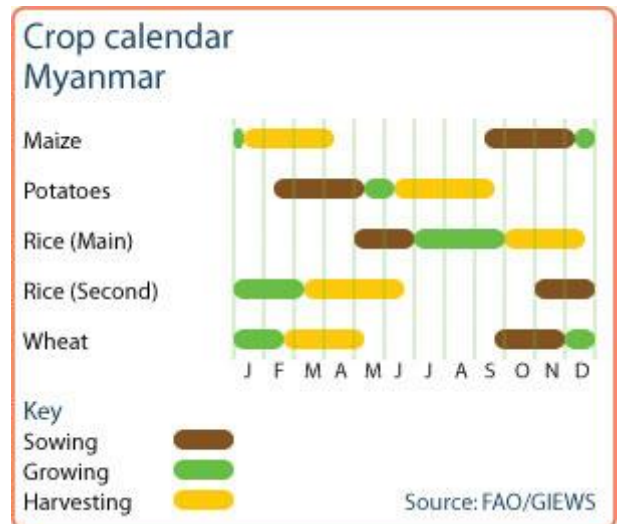 Crop calendar
Myanmar
Maize
Potatoes
Rice (Main)
Rice (Second)
Wheat
J F M A M J J A S O N D
Key
Sowing
Growing
Harvesting
Source: FAO/GIEWS